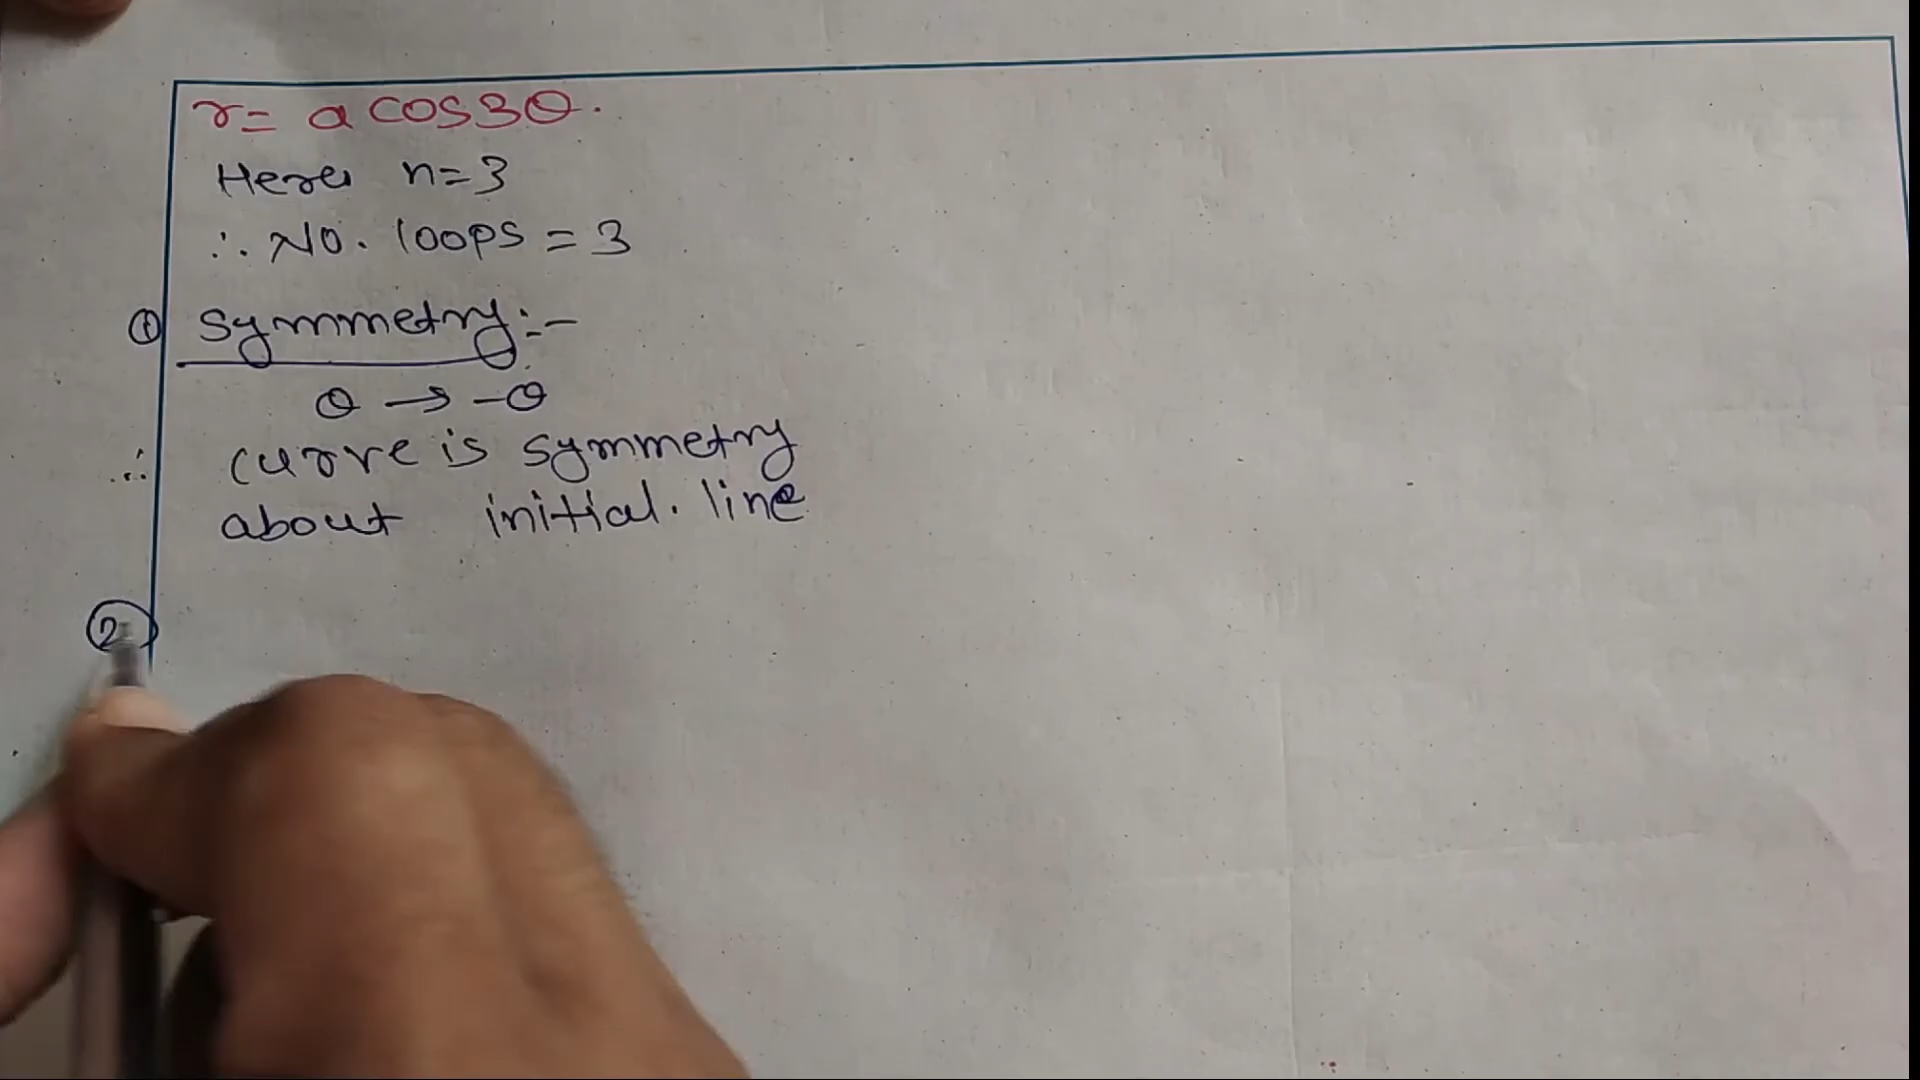 r = a cos3θ.
Here n=3
∴ No. loops = 3
① symmetry:-
θ → -θ
∴ curve is symmetry
about initial. line
②